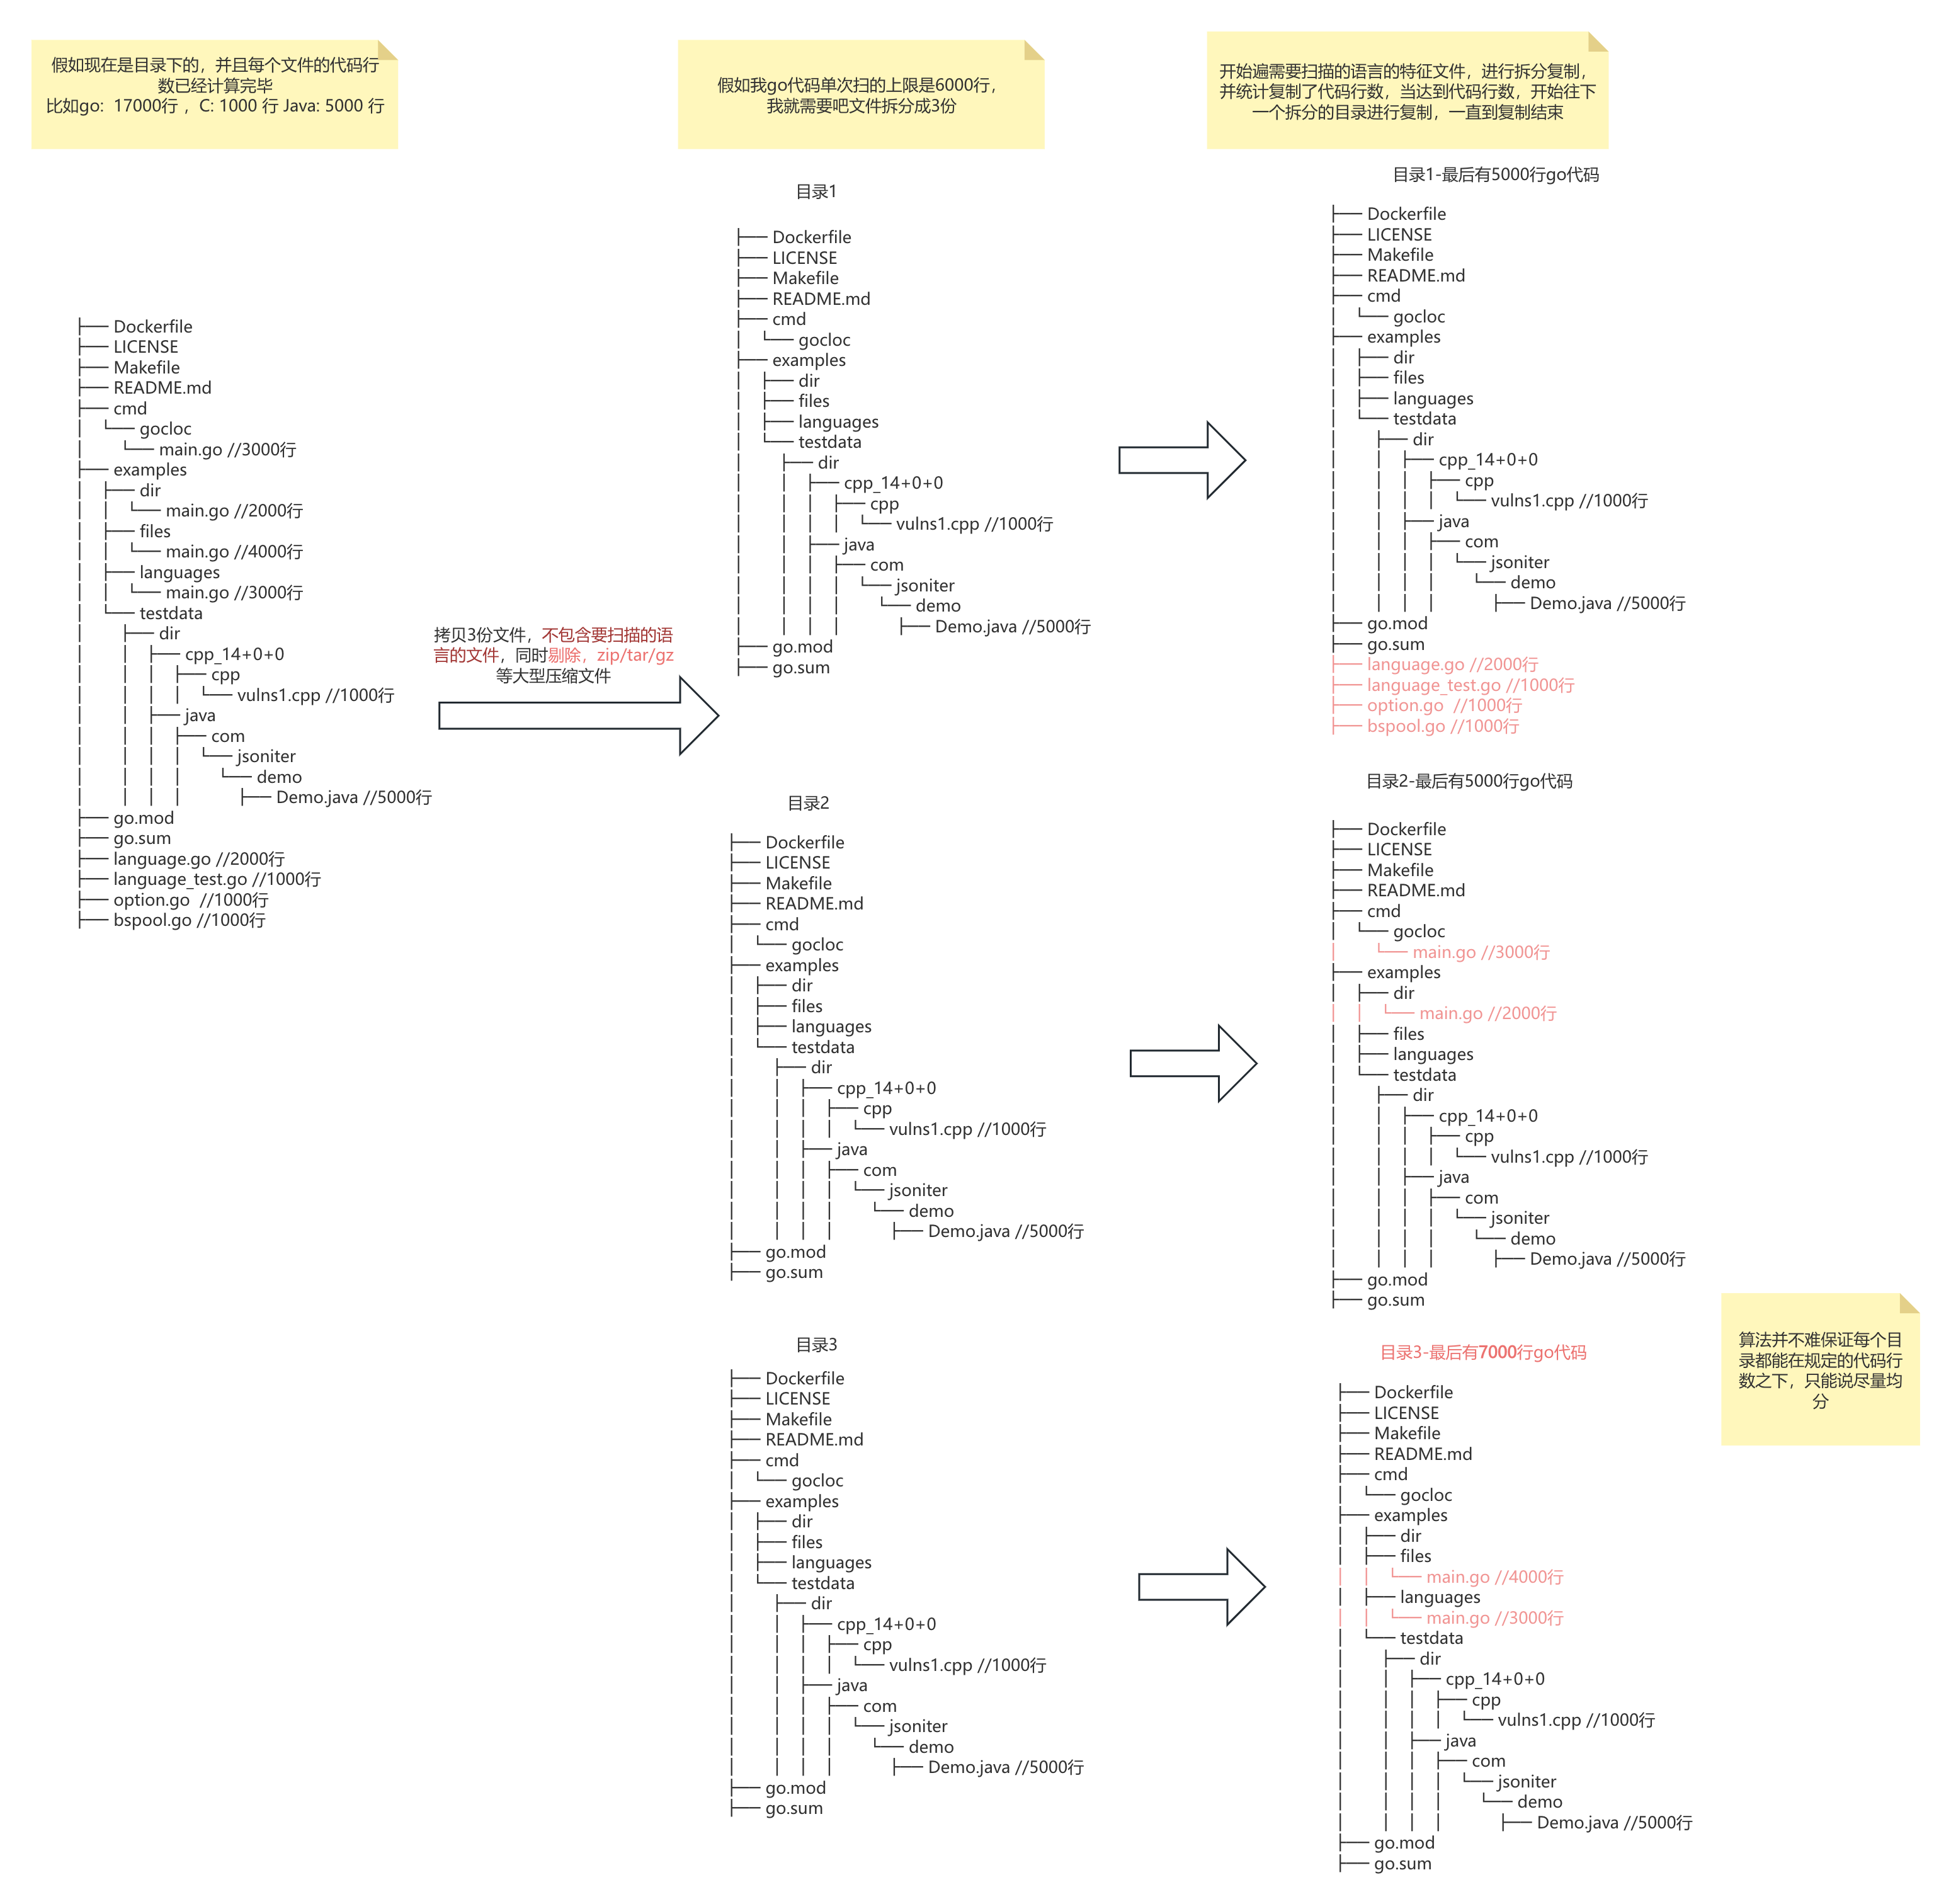 假如现在是目录下的，并且每个文件的代码行
数已经计算完毕
比如go:  17000行 ，C: 1000 行 Java: 5000 行
├── Dockerfile
├── LICENSE
├── Makefile
├── README.md
├── cmd
│   └── gocloc
│       └── main.go //3000行
├── examples
│   ├── dir
│   │   └── main.go //2000行
│   ├── files
│   │   └── main.go //4000行
│   ├── languages
│   │   └── main.go //3000行
│   └── testdata
│       ├── dir
│       │   ├── cpp_14+0+0
│       │   │   ├── cpp
│       │   │   │   └── vulns1.cpp //1000行
│       │   ├── java
│       │   │   ├── com
│       │   │   │   └── jsoniter
│       │   │   │       └── demo
│       │   │   │           ├── Demo.java //5000行
├── go.mod
├── go.sum
├── language.go //2000行
├── language_test.go //1000行
├── option.go  //1000行
├── bspool.go //1000行
拷贝3份文件，不包含要扫描的语
言的文件，同时剔除，zip/tar/gz
等大型压缩文件
假如我go代码单次扫的上限是6000行，
我就需要吧文件拆分成3份
目录1
├── Dockerfile
├── LICENSE
├── Makefile
├── README.md
├── cmd
│   └── gocloc
├── examples
│   ├── dir
│   ├── files
│   ├── languages
│   └── testdata
│       ├── dir
│       │   ├── cpp_14+0+0
│       │   │   ├── cpp
│       │   │   │   └── vulns1.cpp //1000行
│       │   ├── java
│       │   │   ├── com
│       │   │   │   └── jsoniter
│       │   │   │       └── demo
│       │   │   │           ├── Demo.java //5000行
├── go.mod
├── go.sum
目录2
├── Dockerfile
├── LICENSE
├── Makefile
├── README.md
├── cmd
│   └── gocloc
├── examples
│   ├── dir
│   ├── files
│   ├── languages
│   └── testdata
│       ├── dir
│       │   ├── cpp_14+0+0
│       │   │   ├── cpp
│       │   │   │   └── vulns1.cpp //1000行
│       │   ├── java
│       │   │   ├── com
│       │   │   │   └── jsoniter
│       │   │   │       └── demo
│       │   │   │           ├── Demo.java //5000行
├── go.mod
├── go.sum
目录3
├── Dockerfile
├── LICENSE
├── Makefile
├── README.md
├── cmd
│   └── gocloc
├── examples
│   ├── dir
│   ├── files
│   ├── languages
│   └── testdata
│       ├── dir
│       │   ├── cpp_14+0+0
│       │   │   ├── cpp
│       │   │   │   └── vulns1.cpp //1000行
│       │   ├── java
│       │   │   ├── com
│       │   │   │   └── jsoniter
│       │   │   │       └── demo
│       │   │   │           ├── Demo.java //5000行
├── go.mod
├── go.sum
开始遍需要扫描的语言的特征文件，进行拆分复制，
并统计复制了代码行数，当达到代码行数，开始往下
一个拆分的目录进行复制，一直到复制结束
目录1-最后有5000行go代码
├── Dockerfile
├── LICENSE
├── Makefile
├── README.md
├── cmd
│   └── gocloc
├── examples
│   ├── dir
│   ├── files
│   ├── languages
│   └── testdata
│       ├── dir
│       │   ├── cpp_14+0+0
│       │   │   ├── cpp
│       │   │   │   └── vulns1.cpp //1000行
│       │   ├── java
│       │   │   ├── com
│       │   │   │   └── jsoniter
│       │   │   │       └── demo
│       │   │   │           ├── Demo.java //5000行
├── go.mod
├── go.sum
├── language.go //2000行
├── language_test.go //1000行
├── option.go  //1000行
├── bspool.go //1000行
目录2-最后有5000行go代码
├── Dockerfile
├── LICENSE
├── Makefile
├── README.md
├── cmd
│   └── gocloc
│       └── main.go //3000行
├── examples
│   ├── dir
│   │   └── main.go //2000行
│   ├── files
│   ├── languages
│   └── testdata
│       ├── dir
│       │   ├── cpp_14+0+0
│       │   │   ├── cpp
│       │   │   │   └── vulns1.cpp //1000行
│       │   ├── java
│       │   │   ├── com
│       │   │   │   └── jsoniter
│       │   │   │       └── demo
│       │   │   │           ├── Demo.java //5000行
├── go.mod
├── go.sum
目录3-最后有7000行go代码
├── Dockerfile
├── LICENSE
├── Makefile
├── README.md
├── cmd
│   └── gocloc
├── examples
│   ├── dir
│   ├── files
│   │   └── main.go //4000行
│   ├── languages
│   │   └── main.go //3000行
│   └── testdata
│       ├── dir
│       │   ├── cpp_14+0+0
│       │   │   ├── cpp
│       │   │   │   └── vulns1.cpp //1000行
│       │   ├── java
│       │   │   ├── com
│       │   │   │   └── jsoniter
│       │   │   │       └── demo
│       │   │   │           ├── Demo.java //5000行
├── go.mod
├── go.sum
算法并不难保证每个目
录都能在规定的代码行
数之下，只能说尽量均
分